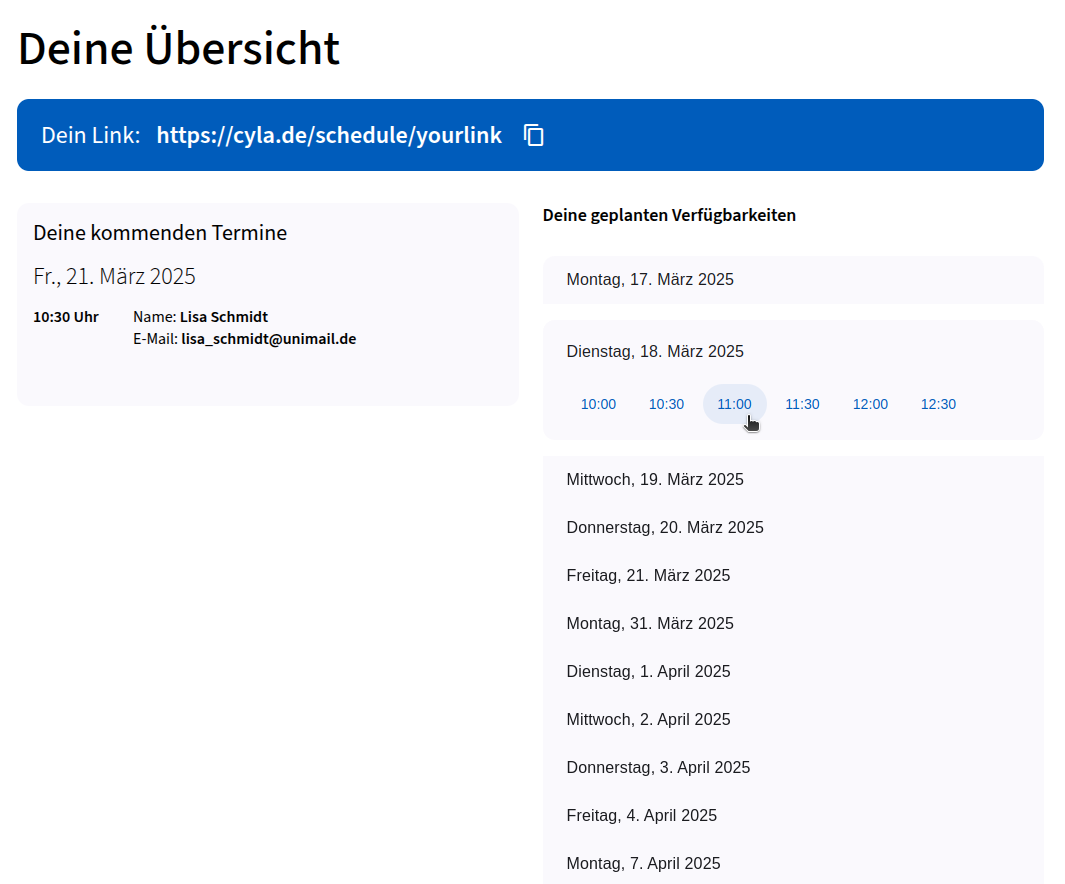 Deine Übersicht
Dein Link: https://cyla.de/schedule/yourlink
Deine kommenden Termine
Fr., 21. März 2025
10:30 Uhr Name: Lisa Schmidt
E-Mail: lisa_schmidt@unimail.de
Deine geplanten Verfügbarkeiten
Montag, 17. März 2025
Dienstag, 18. März 2025
10:00 10:30 11:00 11:30 12:00 12:30
Mittwoch, 19. März 2025
Donnerstag, 20. März 2025
Freitag, 21. März 2025
Montag, 31. März 2025
Dienstag, 1. April 2025
Mittwoch, 2. April 2025
Donnerstag, 3. April 2025
Freitag, 4. April 2025
Montag, 7. April 2025